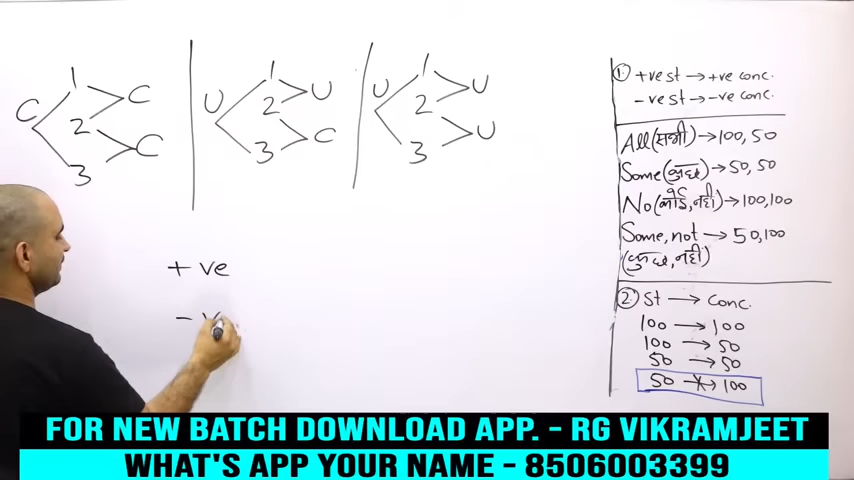 1
C
C
2
C
3
1
U
U
2
C
3
1
U
U
2
U
3
+ ve
- v
① +ve st → +ve conc.
-ve st → -ve conc.
All (सभी) → 100, 50
Some (कुछ) → 50, 50
No (कोई, नहीं) → 100, 100
Some, not → 50, 100
(कुछ, नहीं)
② St → Conc.
100 → 100
100 → 50
50 → 50
50 → 100
FOR NEW BATCH DOWNLOAD APP. - RG VIKRAMJEET
WHAT'S APP YOUR NAME - 8506003399